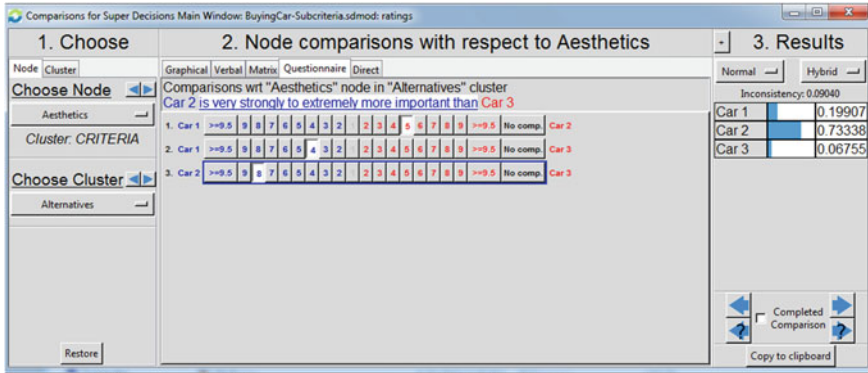 Comparisons for Super Decisions Main Window: BuyingCar-Subcriteria.sdmod: ratings
1. Choose
Node Cluster
Choose Node
Aesthetics
Cluster: CRITERIA
Choose Cluster
Alternatives
Restore
2. Node comparisons with respect to Aesthetics
Graphical Verbal Matrix Questionnaire Direct
Comparisons wrt "Aesthetics" node in "Alternatives" cluster
Car 2 is very strongly to extremely more important than Car 3
1. Car 1 >=9.5 9 8 7 6 5 4 3 2 1 2 3 4 5 6 7 8 9 >=9.5 No comp. Car 2
2. Car 1 >=9.5 9 8 7 6 5 4 3 2 1 2 3 4 5 6 7 8 9 >=9.5 No comp. Car 3
3. Car 2 >=9.5 9 8 7 6 5 4 3 2 1 2 3 4 5 6 7 8 9 >=9.5 No comp. Car 3
+ 3. Results
Normal Hybrid
Inconsistency: 0.09040
Car 1 0.19907
Car 2 0.73338
Car 3 0.06755
Completed
Comparison
? ?
Copy to clipboard